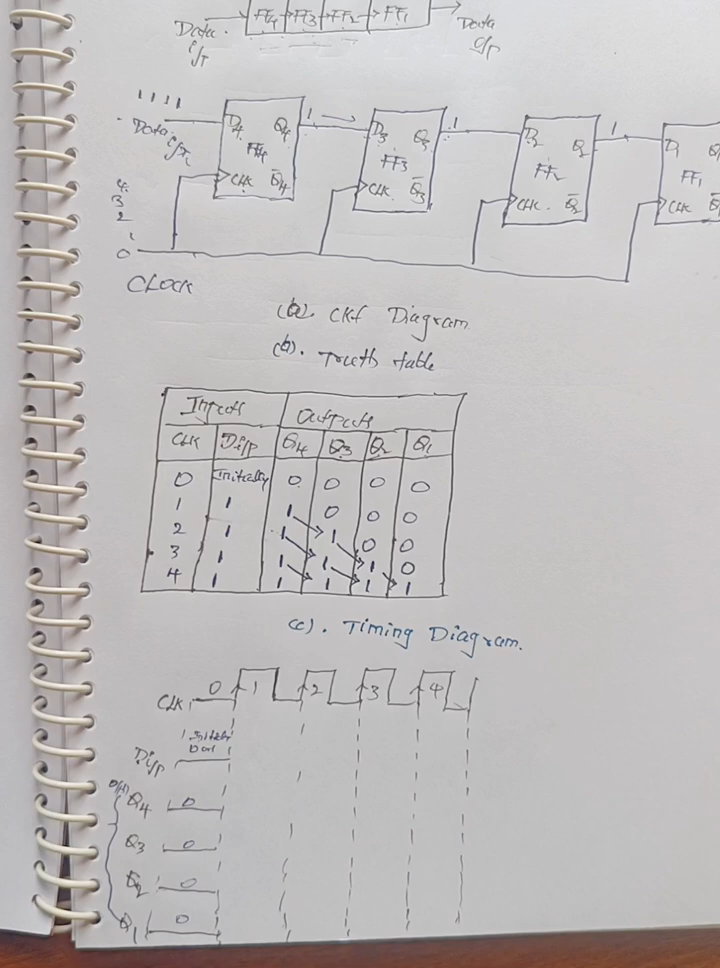 FF4 FF3 FF2 FF1
Data i/p
Data o/p
1 1 1 1
Data i/p
D4 Q4 1
FF4
CLK Q̅4
D3 Q3 1
FF3
CLK Q̅3
D2 Q2 1
FF2
CLK Q̅2
D1
FF1
CLK
4
3
2
1
0
CLOCK
(a). Ckt Diagram
(b). Truth table
Inputs Outputs
CLK Di/p Q4 Q3 Q2 Q1
0 Initially 0 0 0 0
1 1 1 0 0 0
2 1 1 1 0 0
3 1 1 1 1 0
4 1 1 1 1 1
(c). Timing Diagram.
CLK 0 1 2 3 4
Di/p
Q4 0
Q3 0
Q2 0
Q1 0